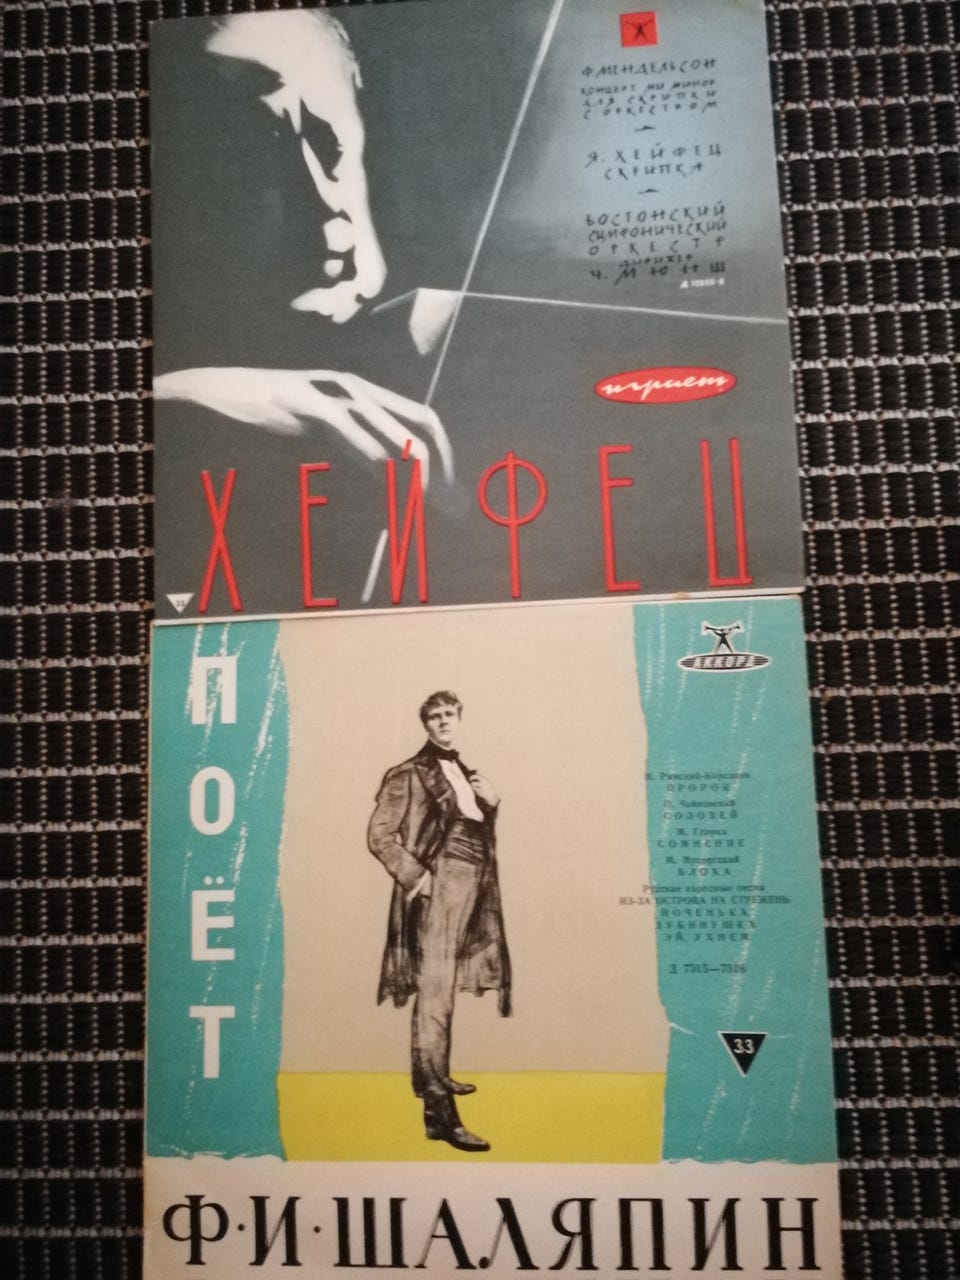 Ф. МЕНДЕЛЬСОН
КОНЦЕРТ МИ МИНОР
ДЛЯ СКРИПКИ
С ОРКЕСТРОМ
Я. ХЕЙФЕЦ
СКРИПКА
БОСТОНСКИЙ
СИМФОНИЧЕСКИЙ
ОРКЕСТР
ДИРИЖЕР
Ч. МЮНШ
играет
ХЕЙФЕЦ
ПОЁТ
АККОРД
Н. Римский-Корсаков
ПРОРОК
П. Чайковский
СОЛОВЕЙ
М. Глинка
СОМНЕНИЕ
М. Мусоргский
БЛОХА
Русские народные песни
ИЗ-ЗА ОСТРОВА НА СТРЕЖЕНЬ
НОЧЕНЬКА
ДУБИНУШКА
ЭЙ, УХНЕМ
Д 7315—7316
33
Ф·И·ШАЛЯПИН